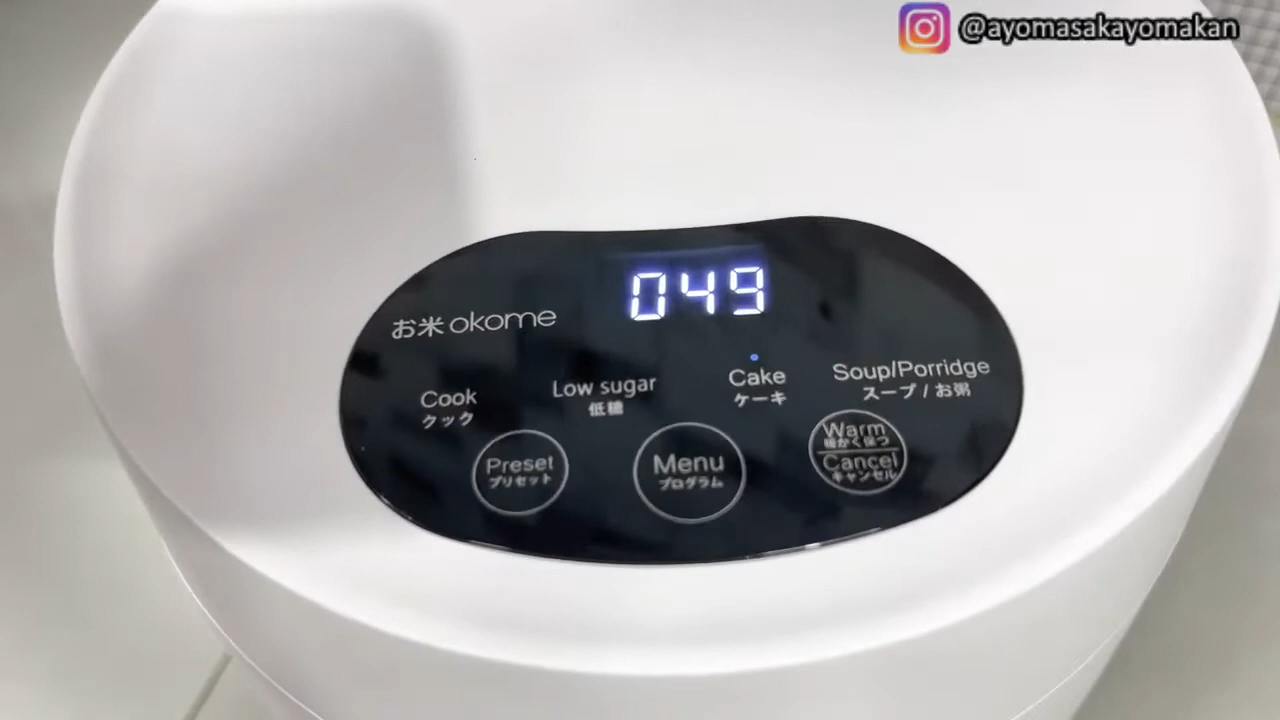 @ayomasakayomakan
049
お米 okome
Cook
クック
Low sugar
低糖
Cake
ケーキ
Soup/Porridge
スープ / お粥
Preset
プリセット
Menu
プログラム
Warm
暖かく保つ
Cancel
キャンセル